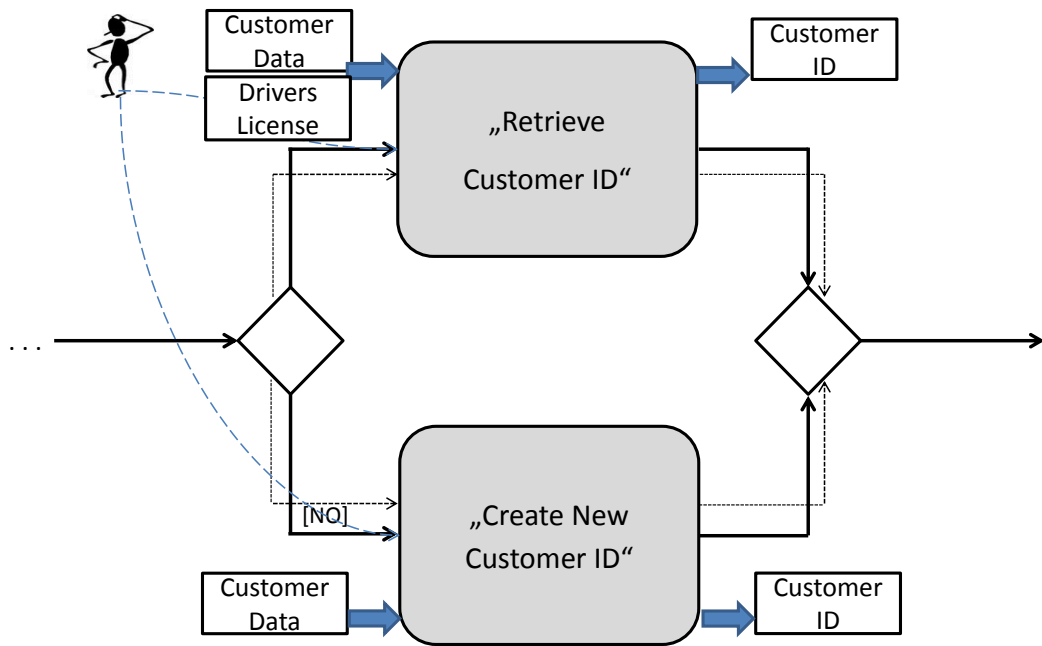 Customer
Data
Drivers
License
„Retrieve
Customer ID“
Customer
ID
. . .
[NO]
„Create New
Customer ID“
Customer
Data
Customer
ID